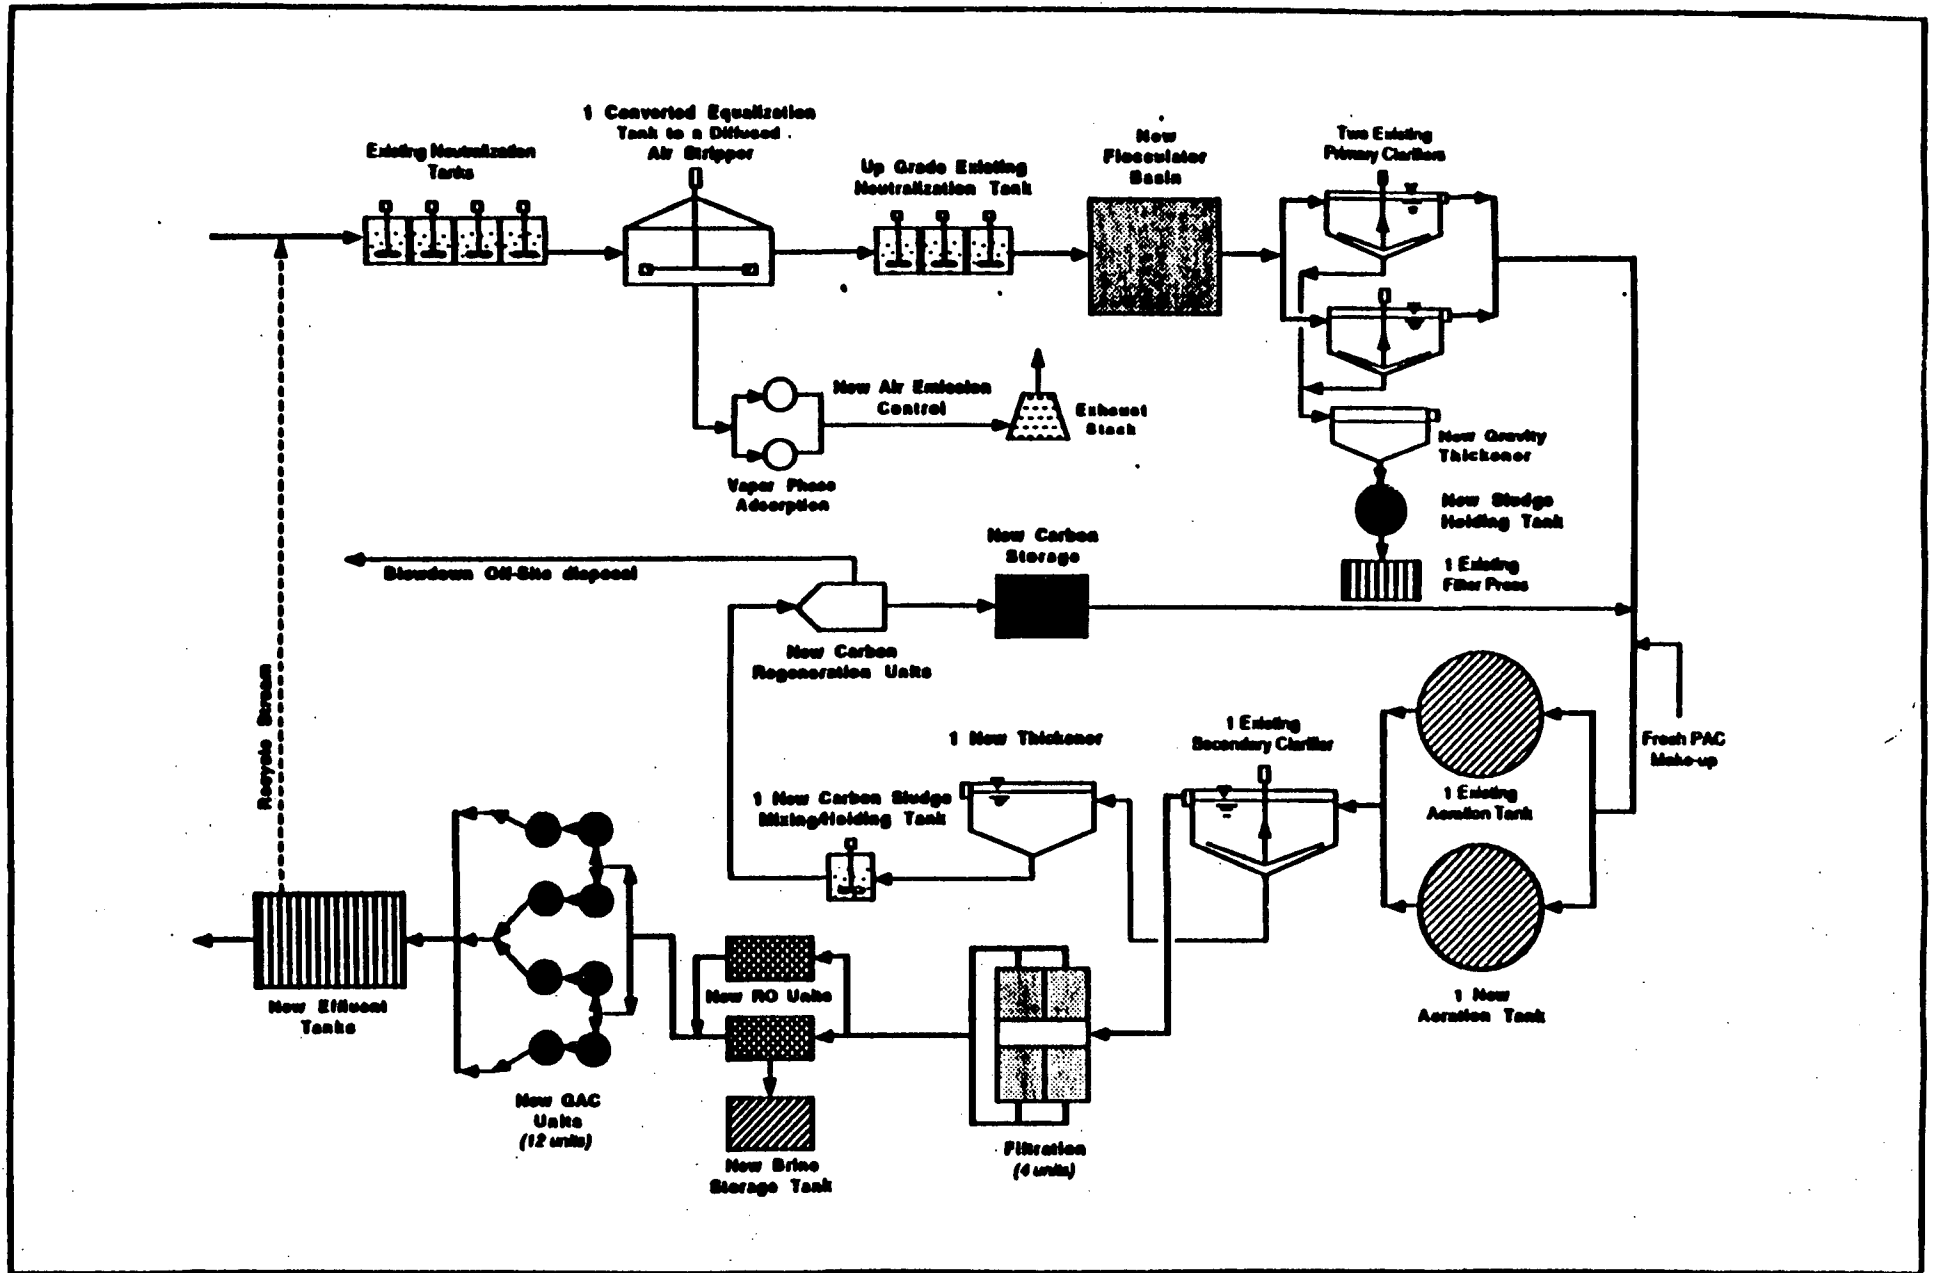 1 Converted Equalization
Tank to a Diffused
Air Stripper
Existing Neutralization
Tanks
Up Grade Existing
Neutralization Tank
New
Flocculator
Basin
Two Existing
Primary Clarifiers
New Air Emission
Control
Exhaust
Stack
Vapor Phase
Adsorption
New Gravity
Thickener
New Sludge
Holding Tank
1 Existing
Filter Press
New Carbon
Storage
Blowdown Off-Site disposal
New Carbon
Regeneration Units
Recycle Stream
Fresh PAC
Make-up
1 Existing
Secondary Clarifier
1 New Thickener
1 Existing
Aeration Tank
1 New Carbon Sludge
Mixing/Holding Tank
1 New
Aeration Tank
New RO Units
New Effluent
Tanks
New GAC
Units
(12 units)
Filtration
(4 units)
New Brine
Storage Tank